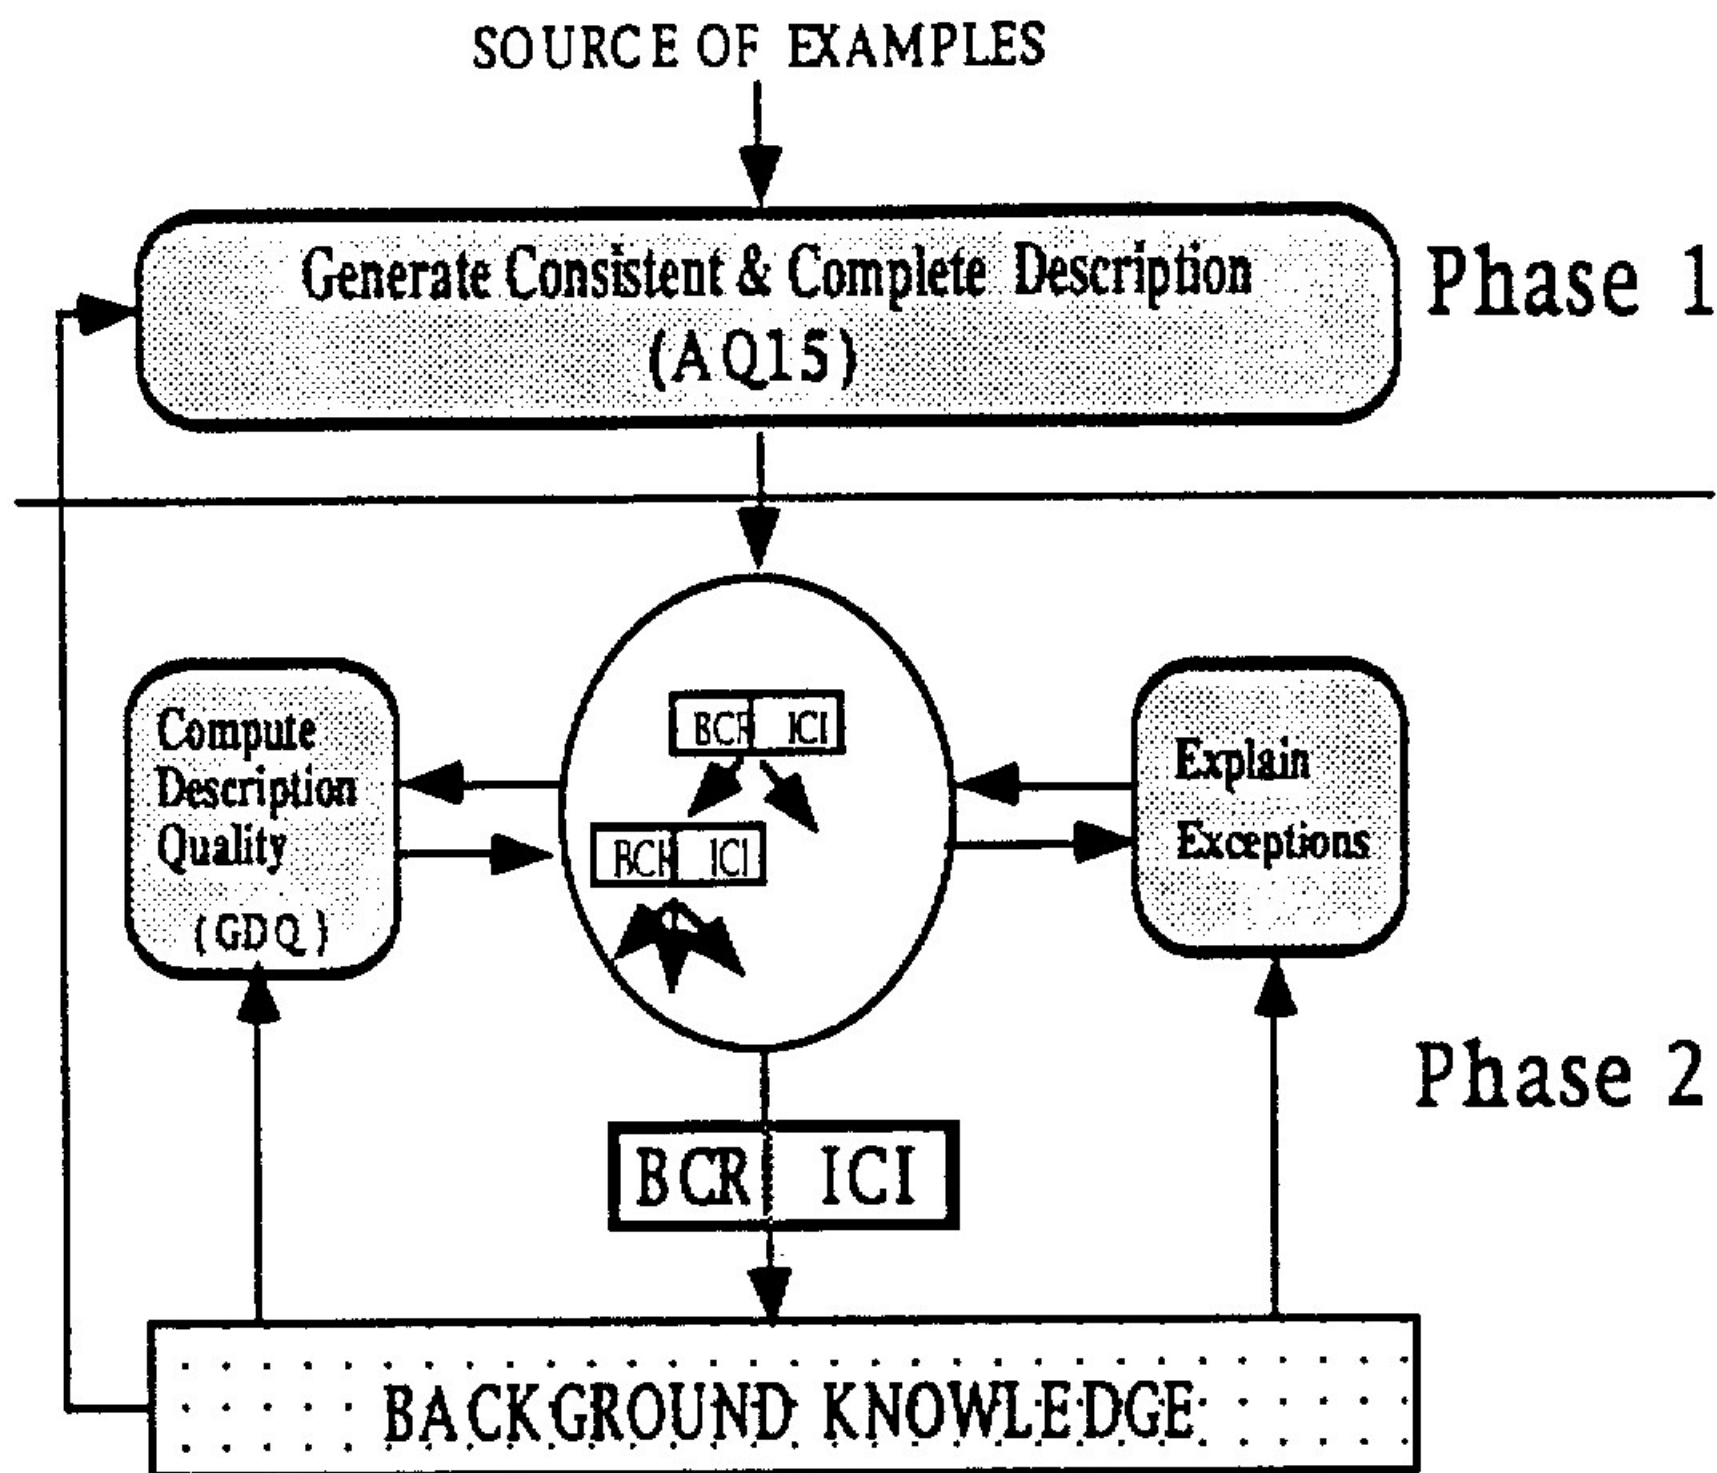 SOURCE OF EXAMPLES
Generate Consistent & Complete Description
(AQ15)
Phase 1
BCR ICI
BCR ICI
Compute
Description
Quality
(GDQ)
Explain
Exceptions
Phase 2
BCR ICI
BACKGROUND KNOWLEDGE